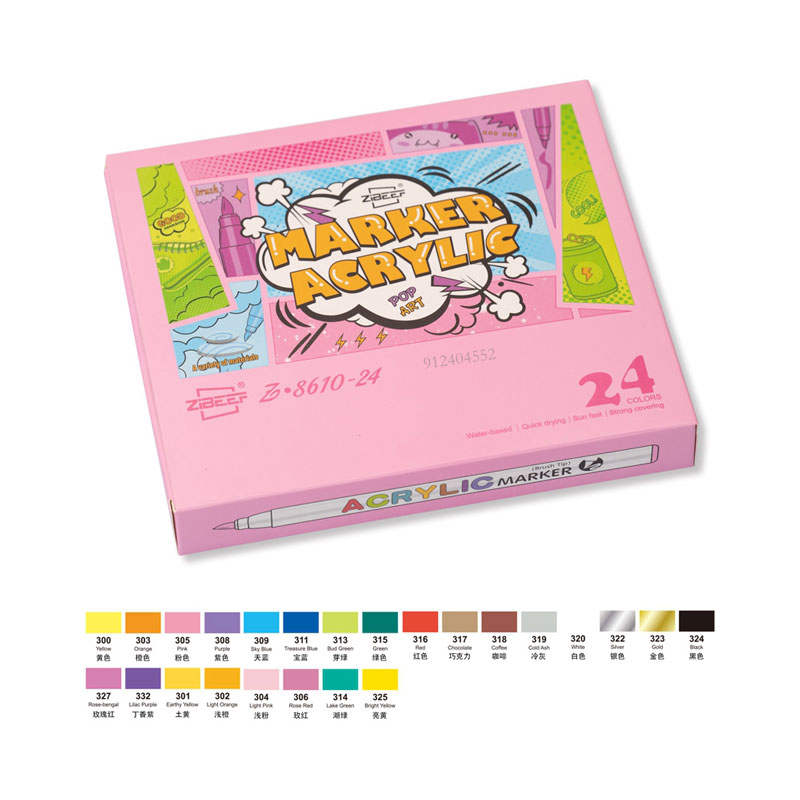 ZiBEEF®
MARKER
ACRYLIC
POP
ART
brush
GOOD
COOL!
A variety of materials
ZiBEEF®
Zb·8610-24
912404552
24
COLORS
Water-based | Quick drying | Sun fast | Strong covering
ACRYLIC MARKER
(Brush Tip)
300 303 305 308 309 311 313 315 316 317 318 319 320 322 323 324
Yellow Orange Pink Purple Sky Blue Treasure Blue Bud Green Green Red Chocolate Coffee Cold Ash White Silver Gold Black
黄色 橙色 粉色 紫色 天蓝 宝蓝 芽绿 绿色 红色 巧克力 咖啡 冷灰 白色 银色 金色 黑色
327 332 301 302 304 306 314 325
Rose-bengal Lilac Purple Earthy Yellow Light Orange Light Pink Rose Red Lake Green Bright Yellow
玫瑰红 丁香紫 土黄 浅橙 浅粉 玫红 湖绿 亮黄